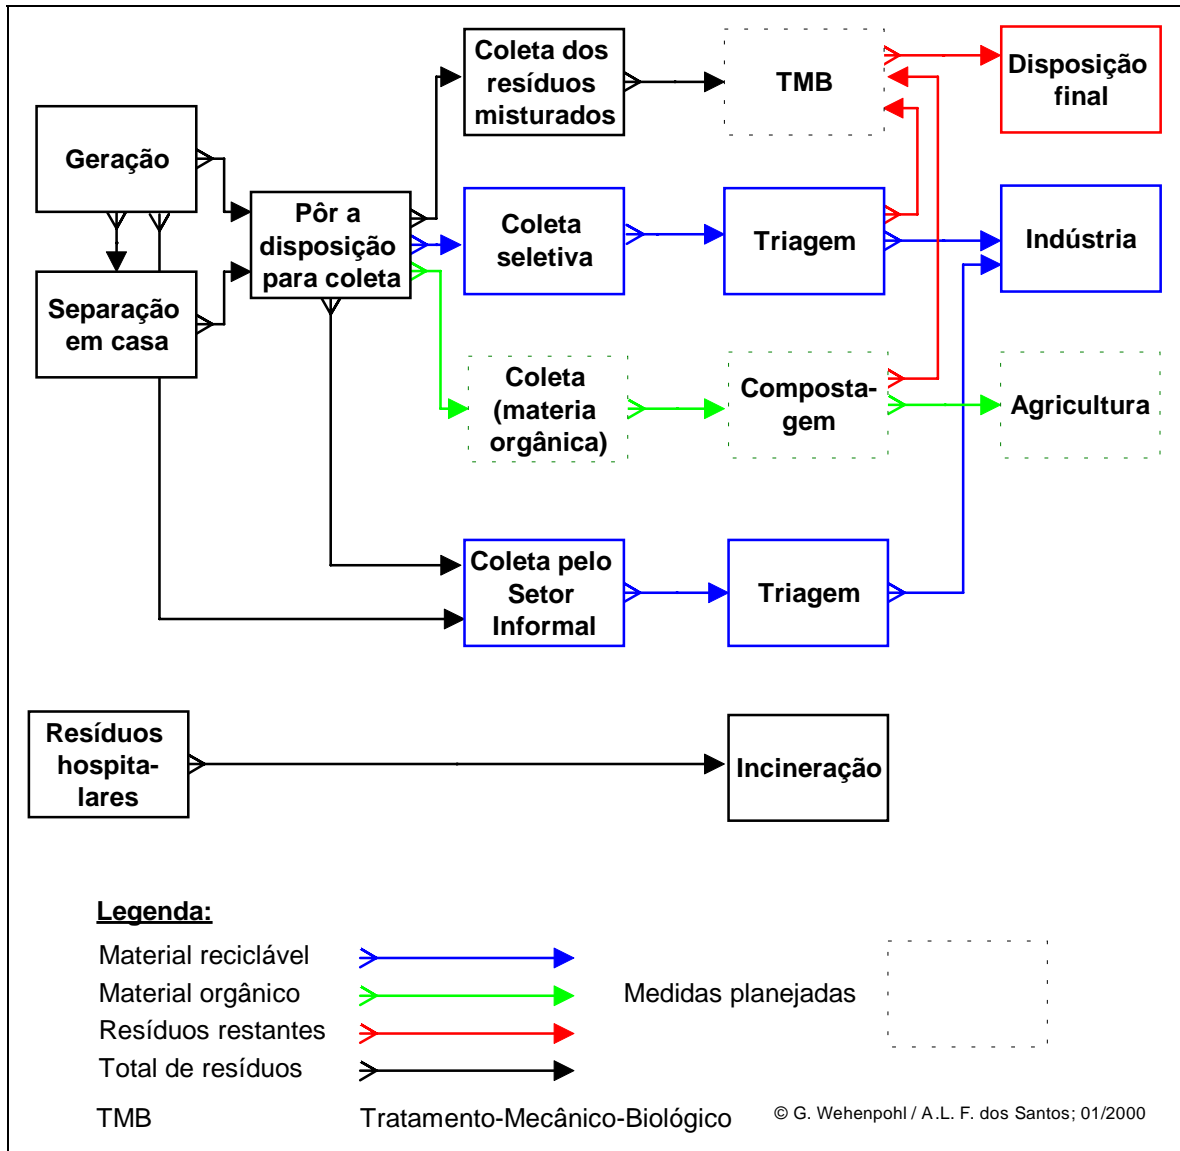 Coleta dos
resíduos
misturados
TMB
Disposição
final
Geração
Pôr a
disposição
para coleta
Coleta
seletiva
Triagem
Indústria
Separação
em casa
Coleta
(materia
orgânica)
Composta-
gem
Agricultura
Coleta pelo
Setor
Informal
Triagem
Resíduos
hospita-
lares
Incineração
Legenda:
Material reciclável
Material orgânico
Medidas planejadas
Resíduos restantes
Total de resíduos
TMB Tratamento-Mecânico-Biológico
© G. Wehenpohl / A.L. F. dos Santos; 01/2000